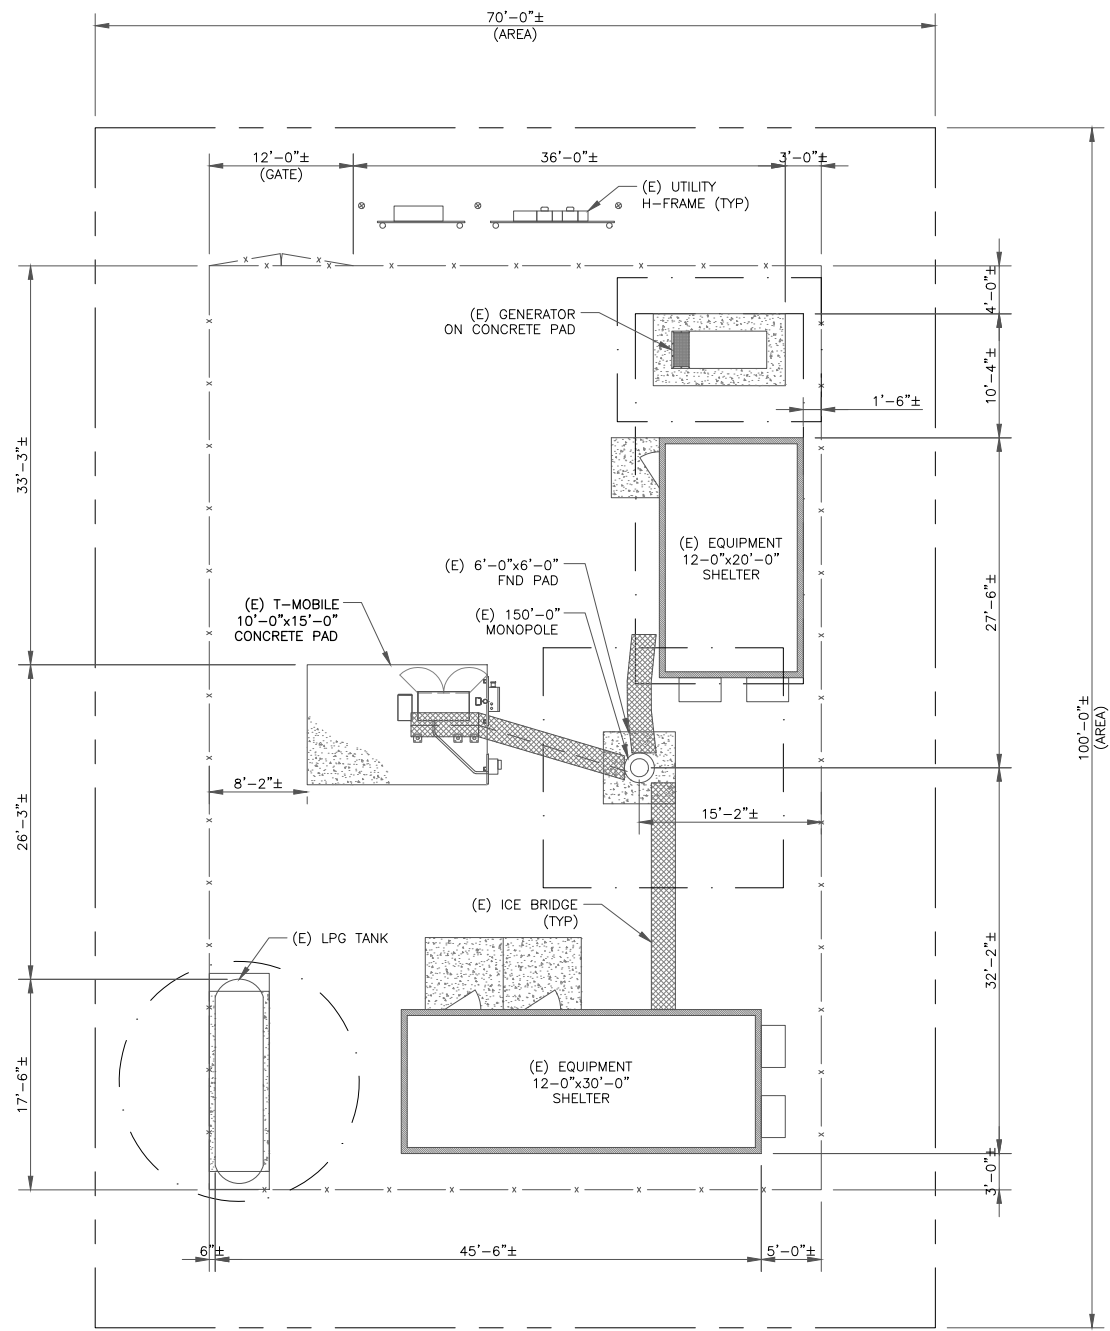 70'-0"±
(AREA)
12'-0"±
(GATE)
36'-0"±
3'-0"±
(E) UTILITY
H-FRAME (TYP)
4'-0"±
(E) GENERATOR
ON CONCRETE PAD
10'-4"±
1'-6"±
33'-3"±
(E) EQUIPMENT
12-0"x20'-0"
SHELTER
(E) 6'-0"x6'-0"
FND PAD
27'-6"±
(E) T-MOBILE
10'-0"x15'-0"
CONCRETE PAD
(E) 150'-0"
MONOPOLE
100'-0"±
(AREA)
8'-2"±
15'-2"±
26'-3"±
(E) ICE BRIDGE
(TYP)
(E) LPG TANK
32'-2"±
17'-6"±
(E) EQUIPMENT
12-0"x30'-0"
SHELTER
3'-0"±
6"±
45'-6"±
5'-0"±